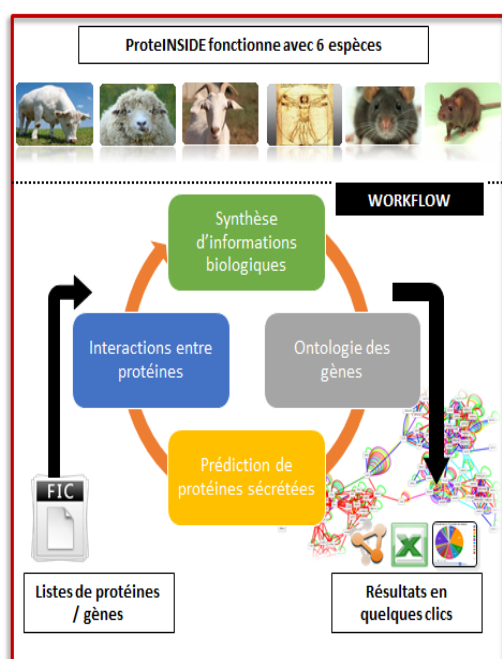 ProteINSIDE fonctionne avec 6 espèces
WORKFLOW
Synthèse
d'informations
biologiques
Interactions entre
protéines
Ontologie des
gènes
Prédiction de
protéines sécrétées
FIC
Listes de protéines
/ gènes
Résultats en
quelques clics